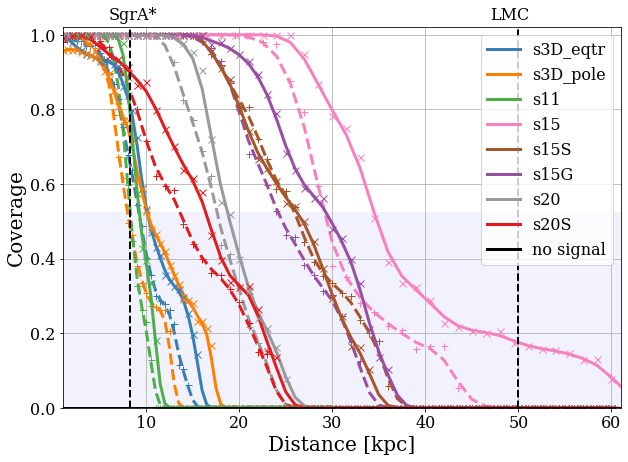 SgrA* LMC
1.0
0.8
0.6
0.4
0.2
0.0
Coverage
s3D_eqtr
s3D_pole
s11
s15
s15S
s15G
s20
s20S
no signal
10 20 30 40 50 60
Distance [kpc]